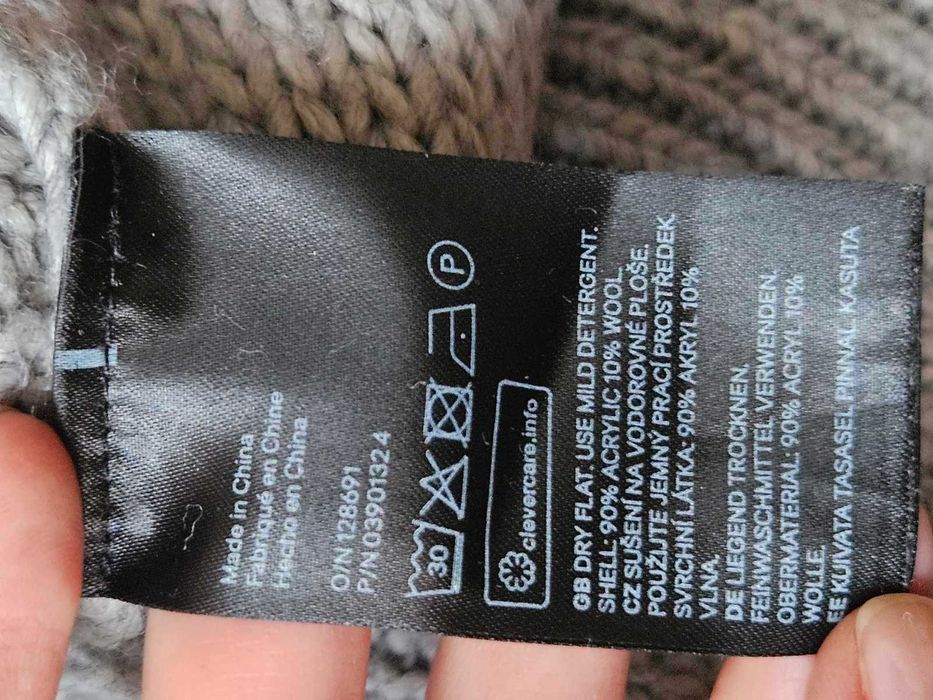 Made in China
Fabriqué en Chine
Hecho en China
O/N 128691
P/N 0390132 4
30
P
clevercare.info
GB DRY FLAT. USE MILD DETERGENT.
SHELL: 90% ACRYLIC 10% WOOL
CZ SUŠENÍ NA VODOROVNÉ PLOŠE.
POUŽIJTE JEMNÝ PRACÍ PROSTŘEDEK.
SVRCHNÍ LÁTKA: 90% AKRYL 10%
VLNA.
DE LIEGEND TROCKNEN.
FEINWASCHMITTEL VERWENDEN.
OBERMATERIAL: 90% ACRYL 10%
WOLLE.
EE KUIVATA TASASEL PINNAL KASUTA